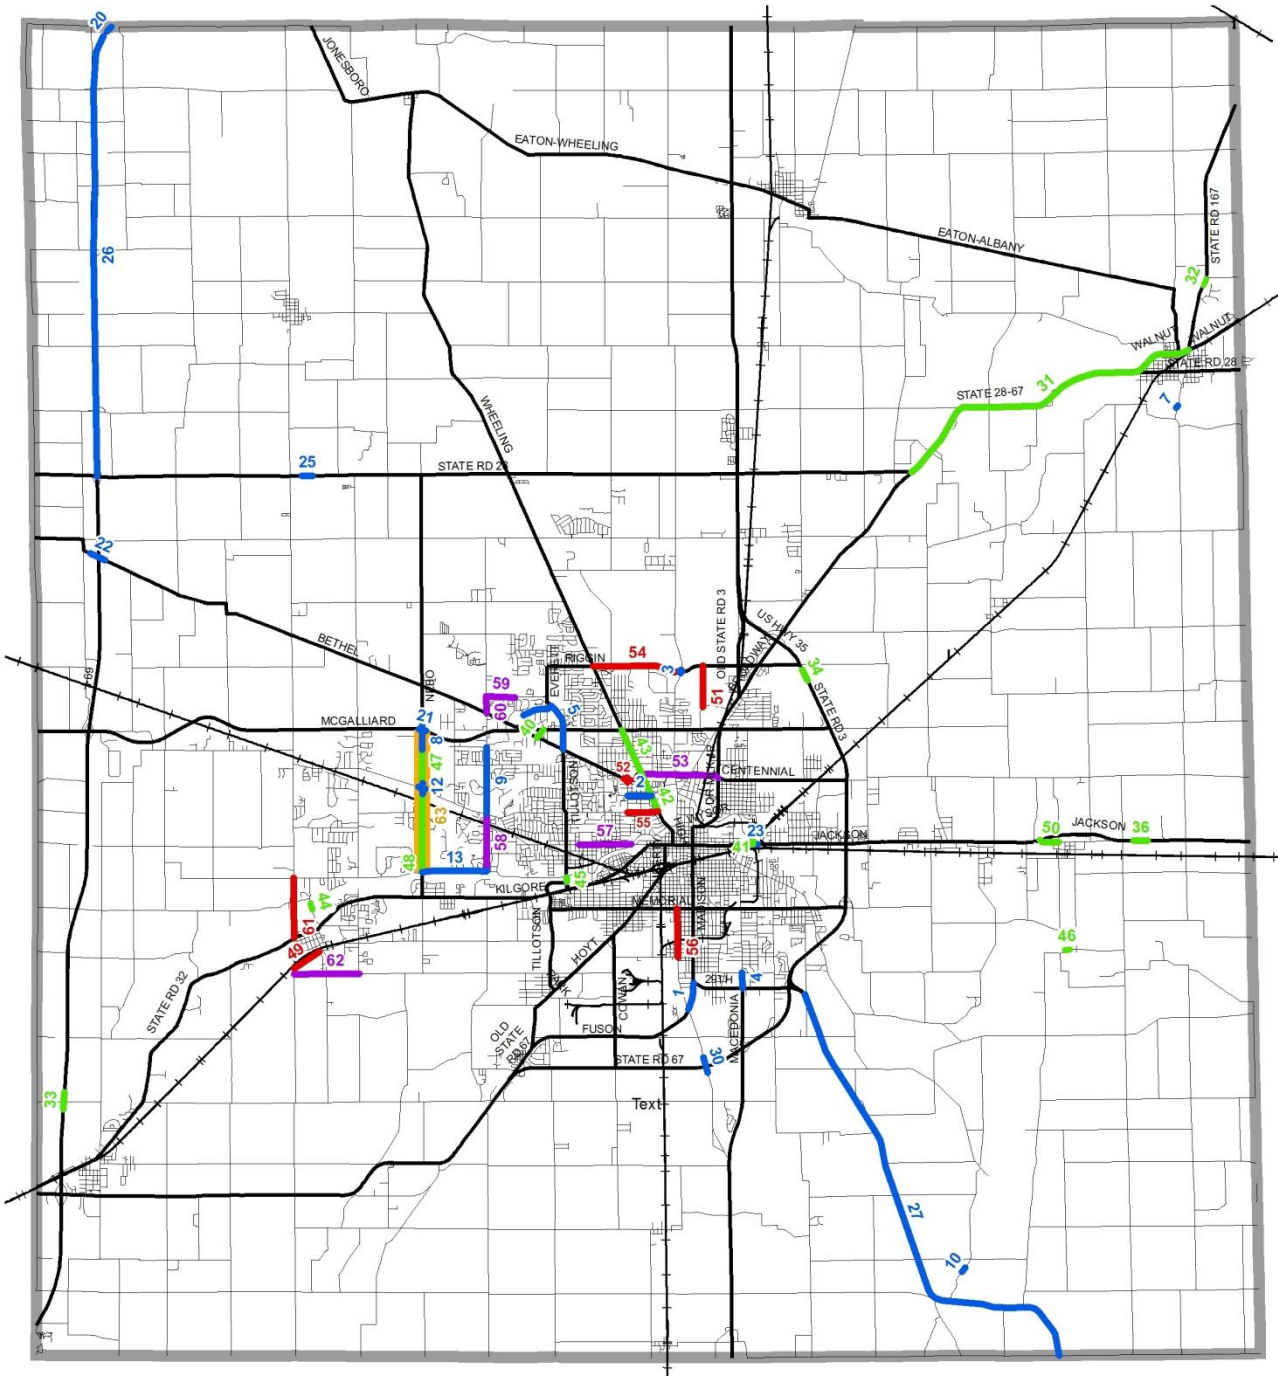 20
JONESBORO
EATON-WHEELING
STATE RD 167
EATON-ALBANY
26
32
WALNUT
WALNUT
STATE RD 28
31
STATE 28-67
7
WHEELING
25
STATE RD 28
22
BETHEL
I-69
NEBO
OLD STATE RD 3
US HWY 35
BROADWAY
RIGGIN
54
3
34
51
STATE RD 3
59
60
5
MCGALLIARD
21
8
40
43
47
12
9
52
2
53
CENTENNIAL
42
TILLOTSON
63
55
58
57
23
JACKSON
41
JACKSON
50
36
48
13
KILGORE
45
44
61
MEMORIAL
MADISON
46
49
62
TILLOTSON
HOYT
56
STATE RD 32
COWAN
29TH
4
1
MACEDONIA
OLD
STATE
RD 67
FUSON
STATE RD 67
30
33
Text
27
10